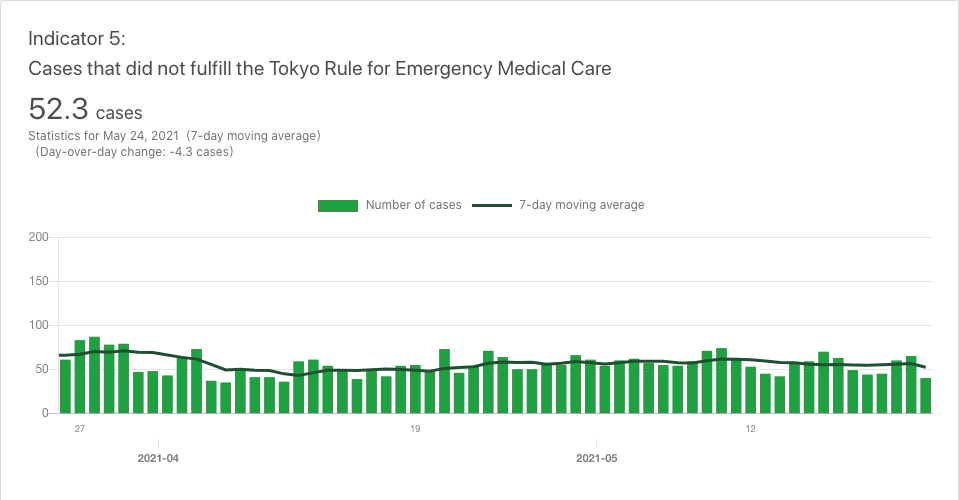 Indicator 5:
Cases that did not fulfill the Tokyo Rule for Emergency Medical Care
52.3 cases
Statistics for May 24, 2021 (7-day moving average)
(Day-over-day change: -4.3 cases)
Number of cases 7-day moving average
200
150
100
50
0
27 19 12
2021-04 2021-05